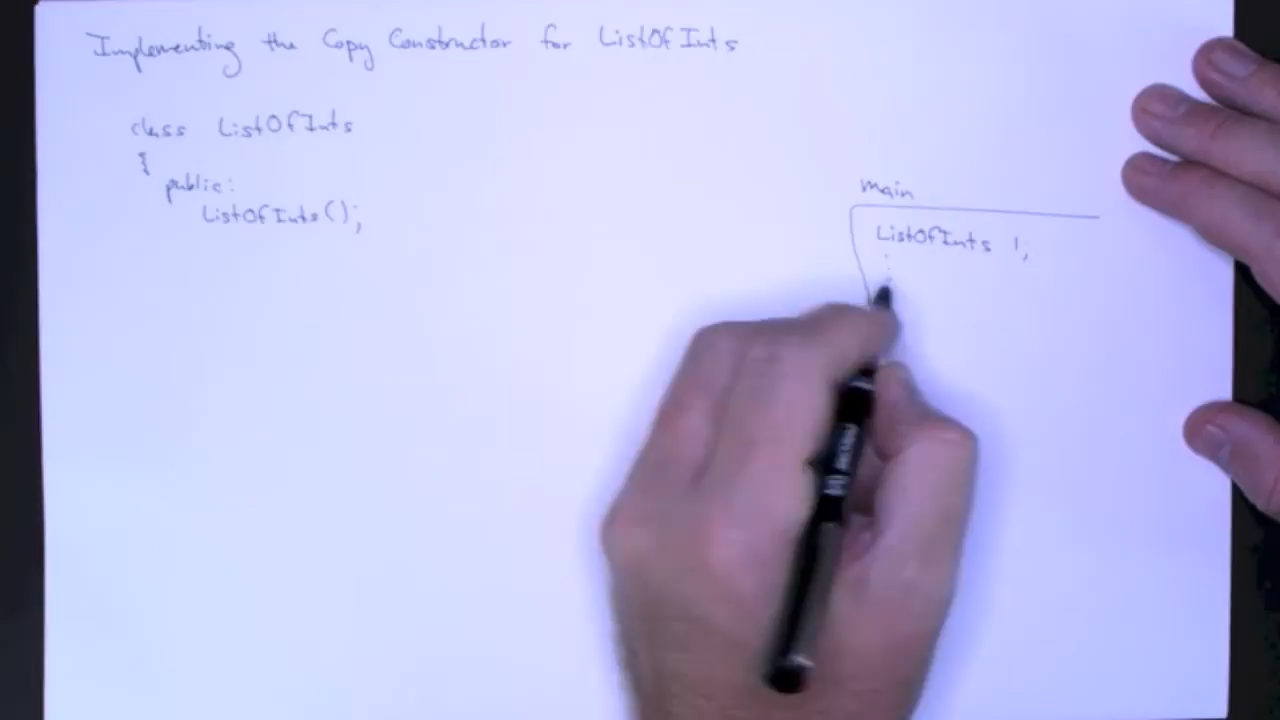 Implementing the Copy Constructor for ListOfInts
class ListOfInts
{
public:
ListOfInts();
main
ListOfInts l;